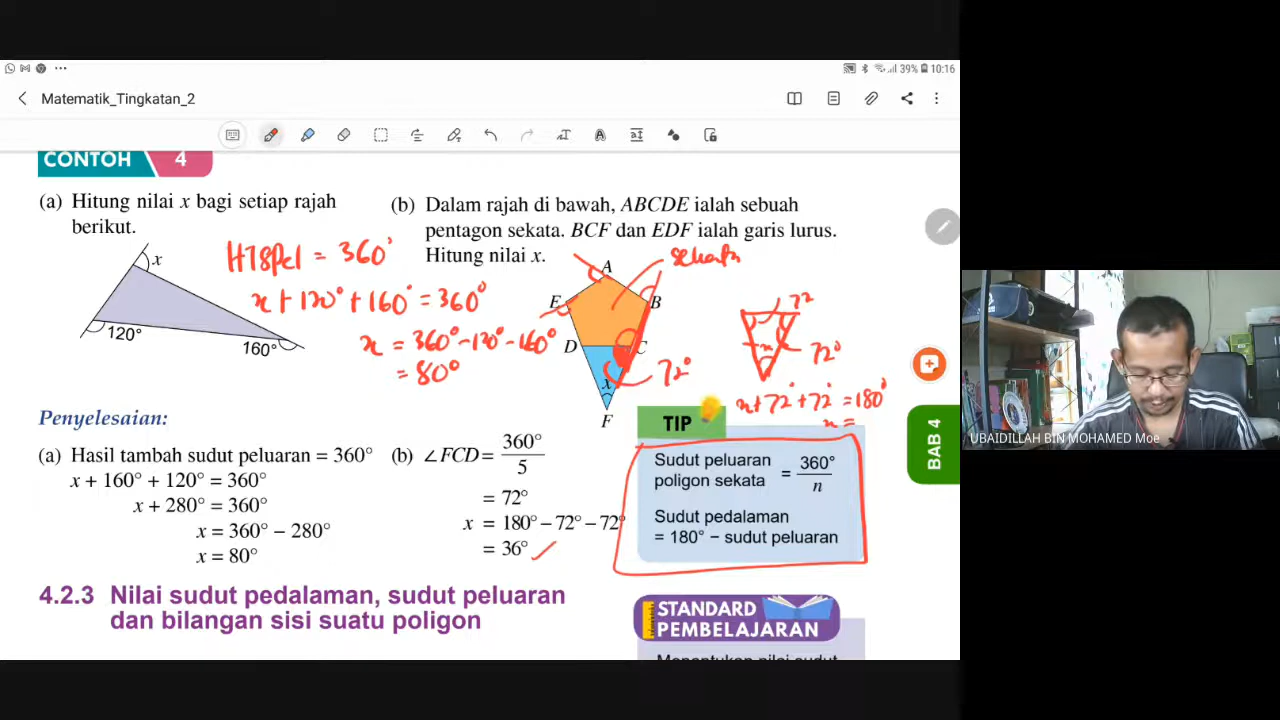 39% 10:16
Matematik_Tingkatan_2
CONTOH 4
(a) Hitung nilai x bagi setiap rajah
berikut.
x
120°
160°
HTSPel = 360°
x + 120° + 160° = 360°
x = 360° - 120° - 160°
= 80°
(b) Dalam rajah di bawah, ABCDE ialah sebuah
pentagon sekata. BCF dan EDF ialah garis lurus.
Hitung nilai x.
sekata
A
E
B
D
C
x
F
72°
72
x
72°
x + 72° + 72° = 180°
x =
Penyelesaian:
(a) Hasil tambah sudut peluaran = 360°
x + 160° + 120° = 360°
x + 280° = 360°
x = 360° − 280°
x = 80°
(b) ∠FCD = 360°/5
= 72°
x = 180° − 72° − 72°
= 36°
TIP
Sudut peluaran
poligon sekata = 360°/n
Sudut pedalaman
= 180° − sudut peluaran
BAB 4
4.2.3 Nilai sudut pedalaman, sudut peluaran
dan bilangan sisi suatu poligon
STANDARD
PEMBELAJARAN
Menentukan nilai sudut
UBAIDILLAH BIN MOHAMED Moe